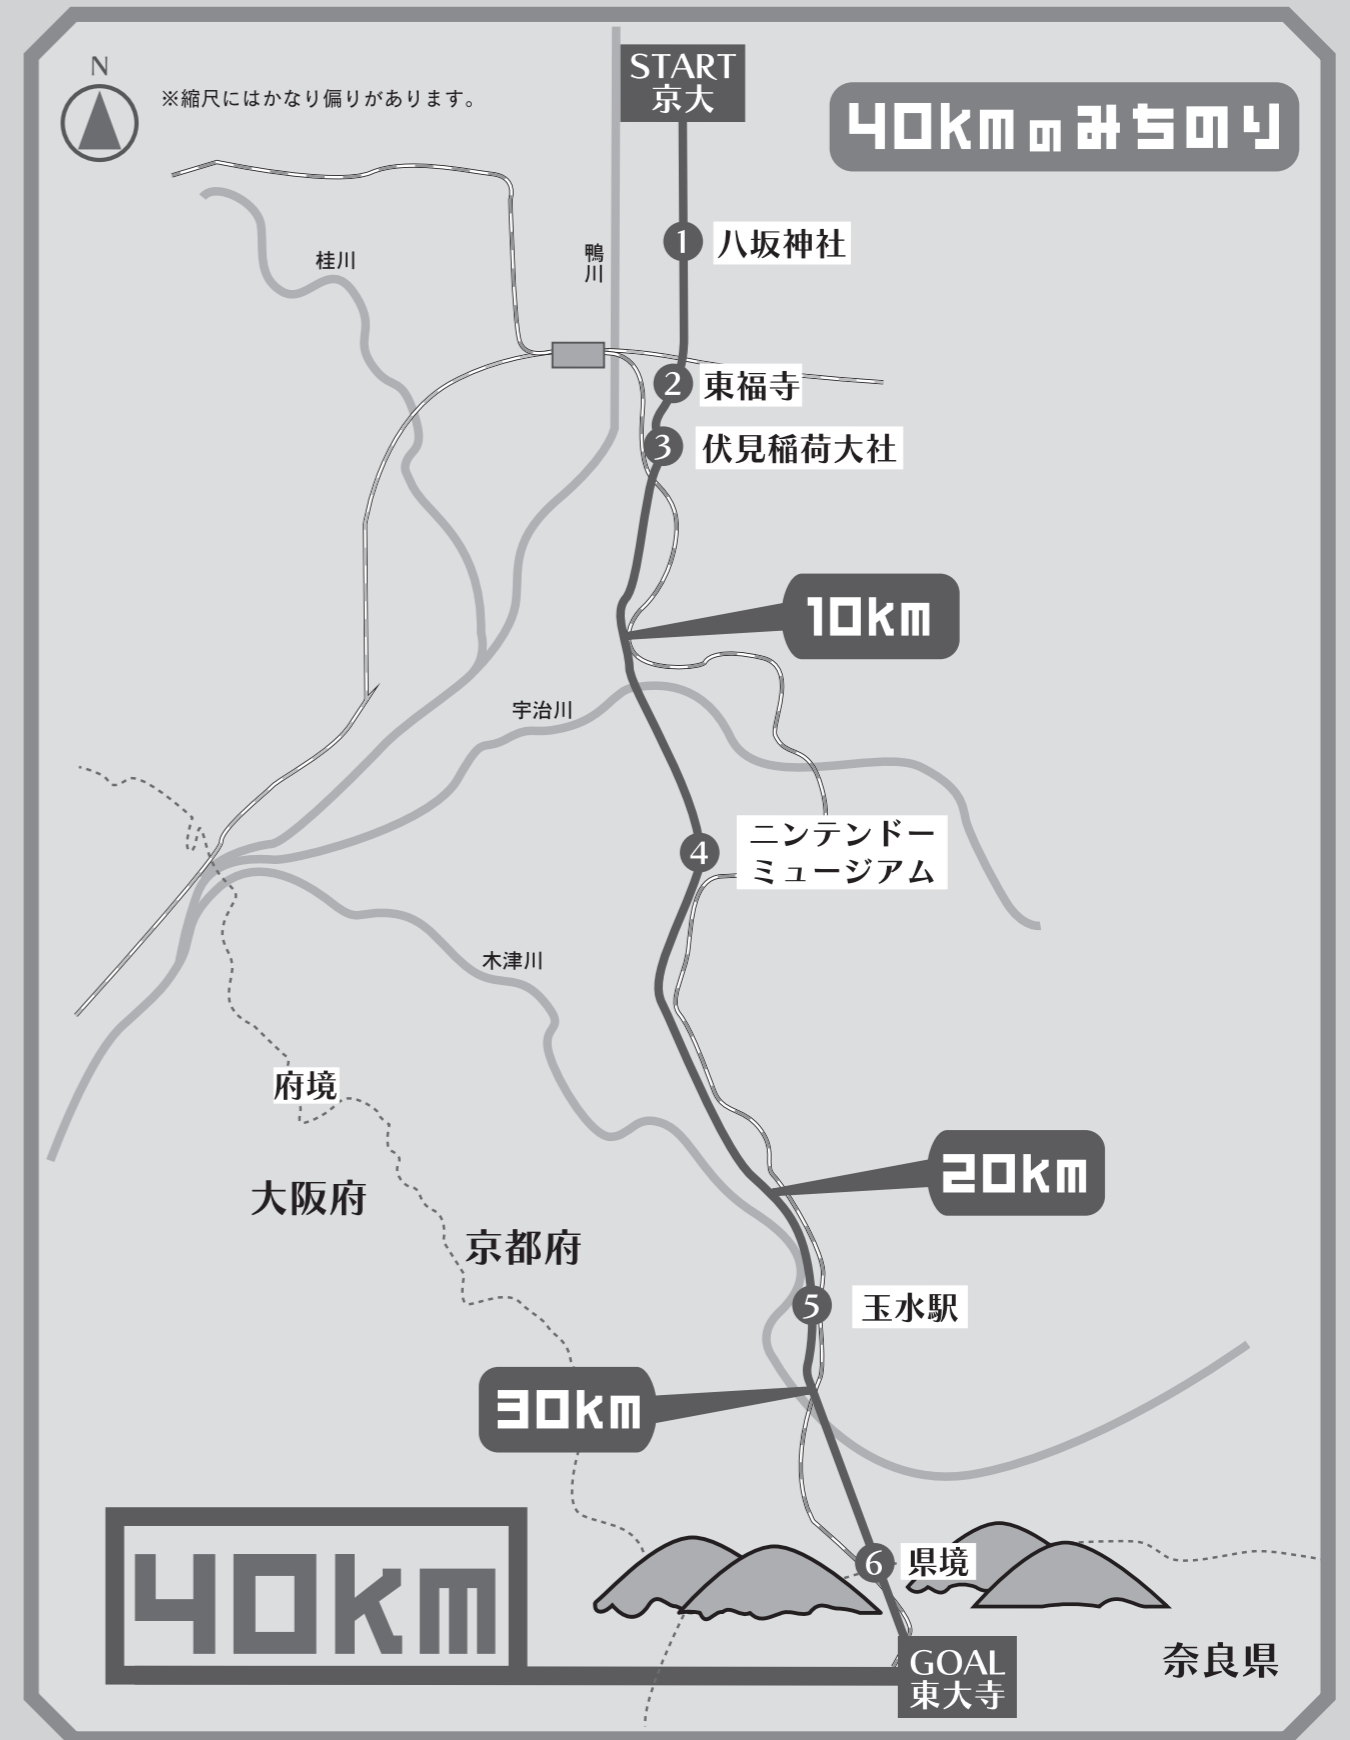 N
※縮尺にはかなり偏りがあります。
START
京大
40kmのみちのり
1
八坂神社
桂川
鴨川
2
東福寺
3
伏見稲荷大社
10km
宇治川
4
ニンテンドー
ミュージアム
木津川
府境
20km
大阪府
京都府
5
玉水駅
30km
6
県境
40km
GOAL
東大寺
奈良県